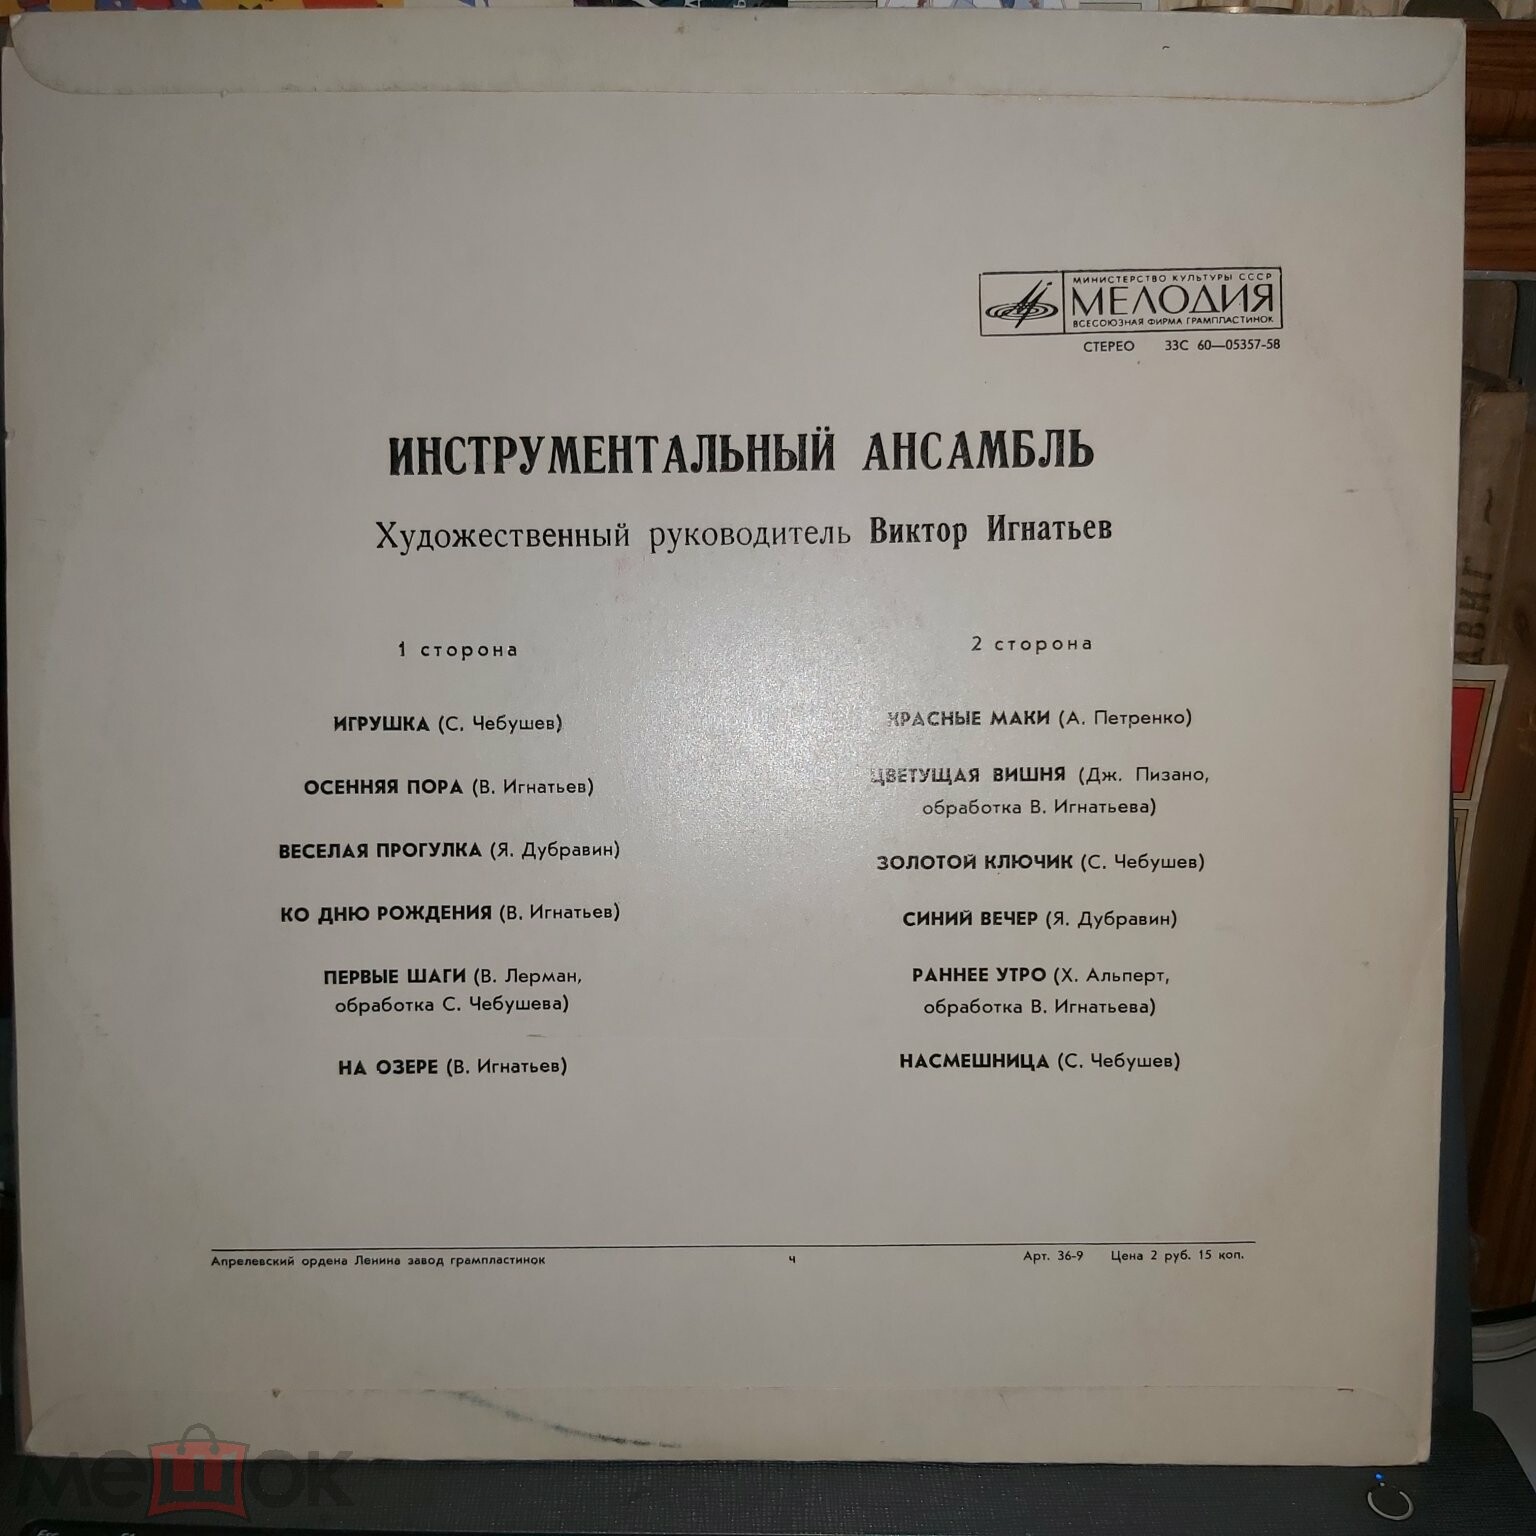 МИНИСТЕРСТВО КУЛЬТУРЫ СССР
МЕЛОДИЯ
ВСЕСОЮЗНАЯ ФИРМА ГРАМПЛАСТИНОК
СТЕРЕО 33С 60—05357-58
ИНСТРУМЕНТАЛЬНЫЙ АНСАМБЛЬ
Художественный руководитель Виктор Игнатьев
1 сторона
ИГРУШКА (С. Чебушев)
ОСЕННЯЯ ПОРА (В. Игнатьев)
ВЕСЕЛАЯ ПРОГУЛКА (Я. Дубравин)
КО ДНЮ РОЖДЕНИЯ (В. Игнатьев)
ПЕРВЫЕ ШАГИ (В. Лерман,
обработка С. Чебушева)
НА ОЗЕРЕ (В. Игнатьев)
2 сторона
КРАСНЫЕ МАКИ (А. Петренко)
ЦВЕТУЩАЯ ВИШНЯ (Дж. Пизано,
обработка В. Игнатьева)
ЗОЛОТОЙ КЛЮЧИК (С. Чебушев)
СИНИЙ ВЕЧЕР (Я. Дубравин)
РАННЕЕ УТРО (Х. Альперт,
обработка В. Игнатьева)
НАСМЕШНИЦА (С. Чебушев)
Апрелевский ордена Ленина завод грампластинок ч Арт. 36-9 Цена 2 руб. 15 коп.
мешок